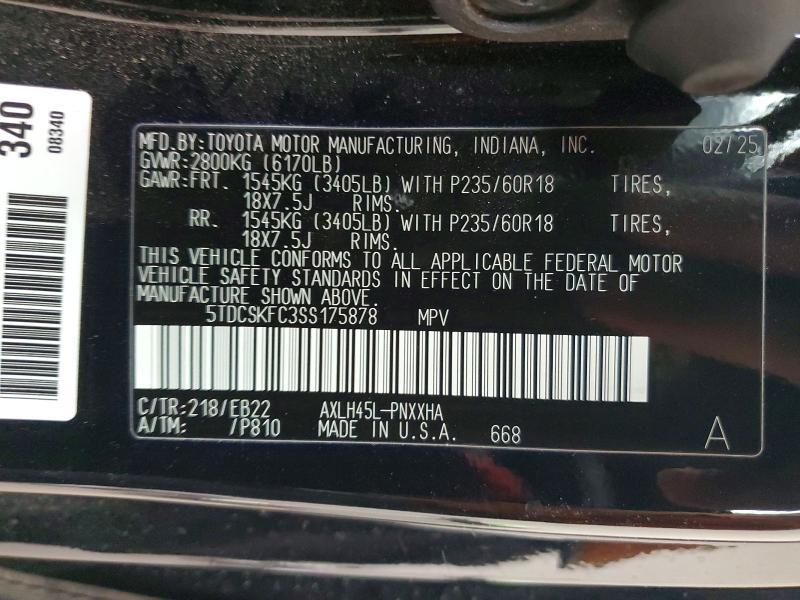 340
08340
MFD.BY:TOYOTA MOTOR MANUFACTURING, INDIANA, INC. 02/25
GVWR:2800KG (6170LB)
GAWR:FRT. 1545KG (3405LB) WITH P235/60R18 TIRES,
18X7.5J RIMS.
RR. 1545KG (3405LB) WITH P235/60R18 TIRES,
18X7.5J RIMS.
THIS VEHICLE CONFORMS TO ALL APPLICABLE FEDERAL MOTOR
VEHICLE SAFETY STANDARDS IN EFFECT ON THE DATE OF
MANUFACTURE SHOWN ABOVE.
5TDCSKFC3SS175878 MPV
C/TR:218/EB22 AXLH45L-PNXXHA
A/TM: /P810 MADE IN U.S.A. 668 A